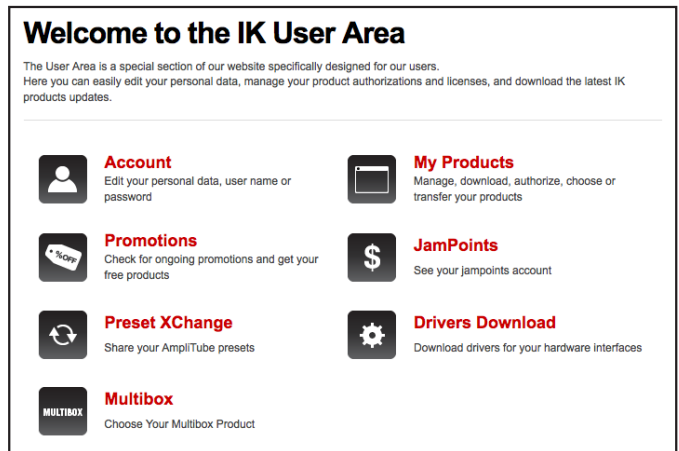 Welcome to the IK User Area
The User Area is a special section of our website specifically designed for our users.
Here you can easily edit your personal data, manage your product authorizations and licenses, and download the latest IK
products updates.
Account
Edit your personal data, user name or
password
My Products
Manage, download, authorize, choose or
transfer your products
%OFF
Promotions
Check for ongoing promotions and get your
free products
$
JamPoints
See your jampoints account
Preset XChange
Share your AmpliTube presets
Drivers Download
Download drivers for your hardware interfaces
MULTIBOX
Multibox
Choose Your Multibox Product